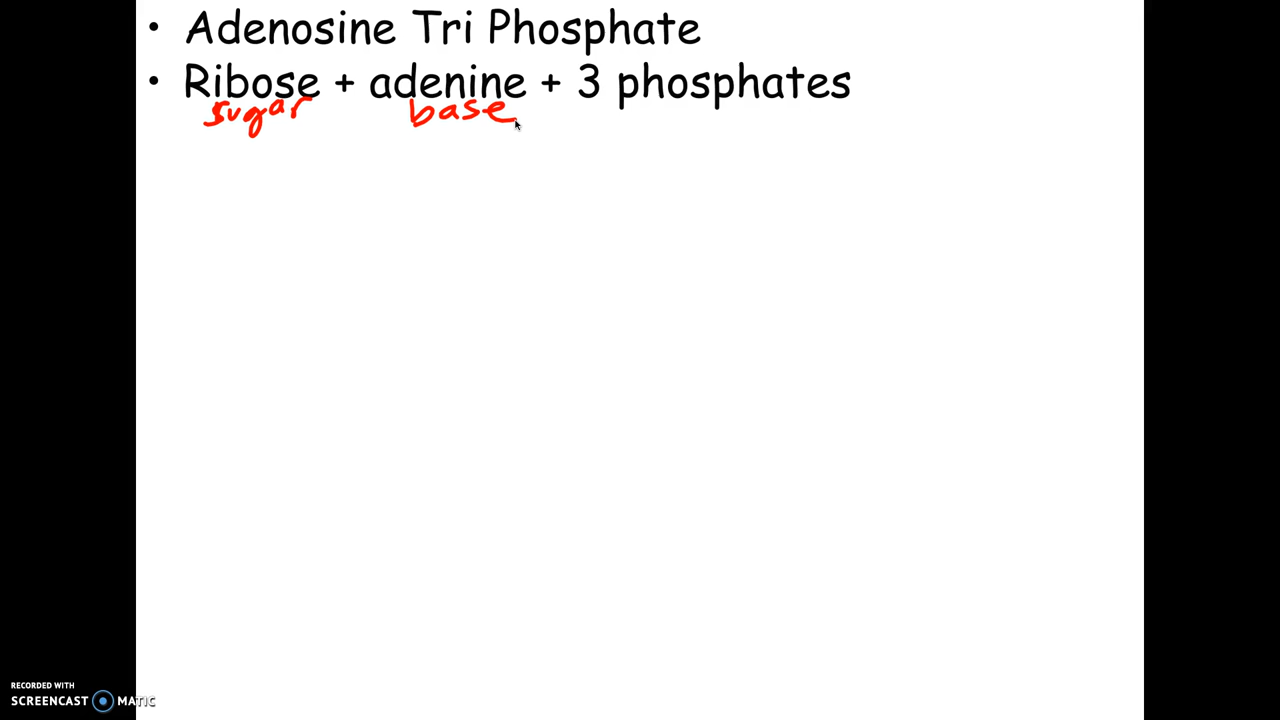 • Adenosine Tri Phosphate
• Ribose + adenine + 3 phosphates
sugar base
RECORDED WITH
SCREENCAST MATIC